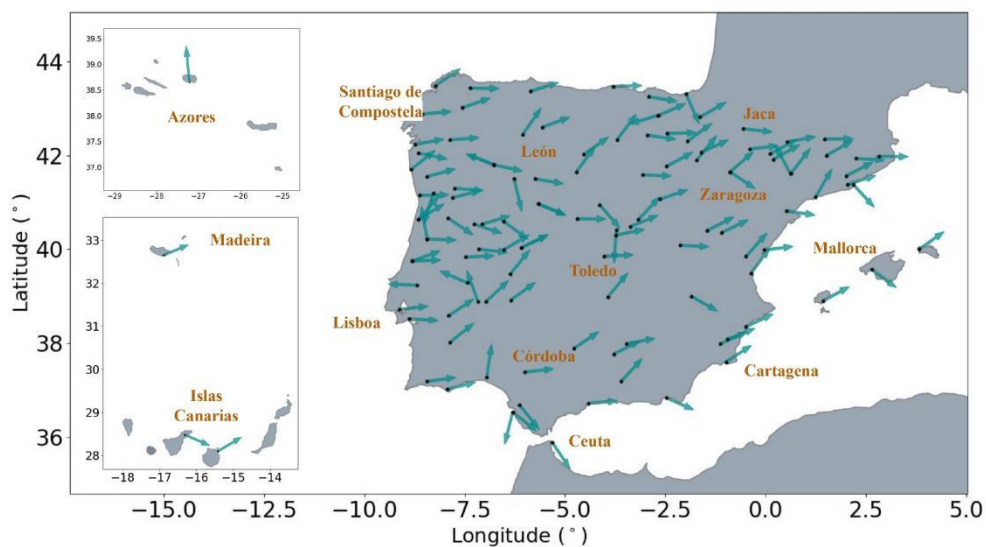 39.5
39.0
38.5
38.0
37.5
37.0
Azores
−29
−28
−27
−26
−25
33
32
31
30
29
28
Madeira
Islas
Canarias
−18
−17
−16
−15
−14
44
42
40
38
36
Latitude (°)
Santiago de
Compostela
León
Jaca
Zaragoza
Toledo
Mallorca
Lisboa
Córdoba
Cartagena
Ceuta
−15.0
−12.5
−10.0
−7.5
−5.0
−2.5
0.0
2.5
5.0
Longitude (°)